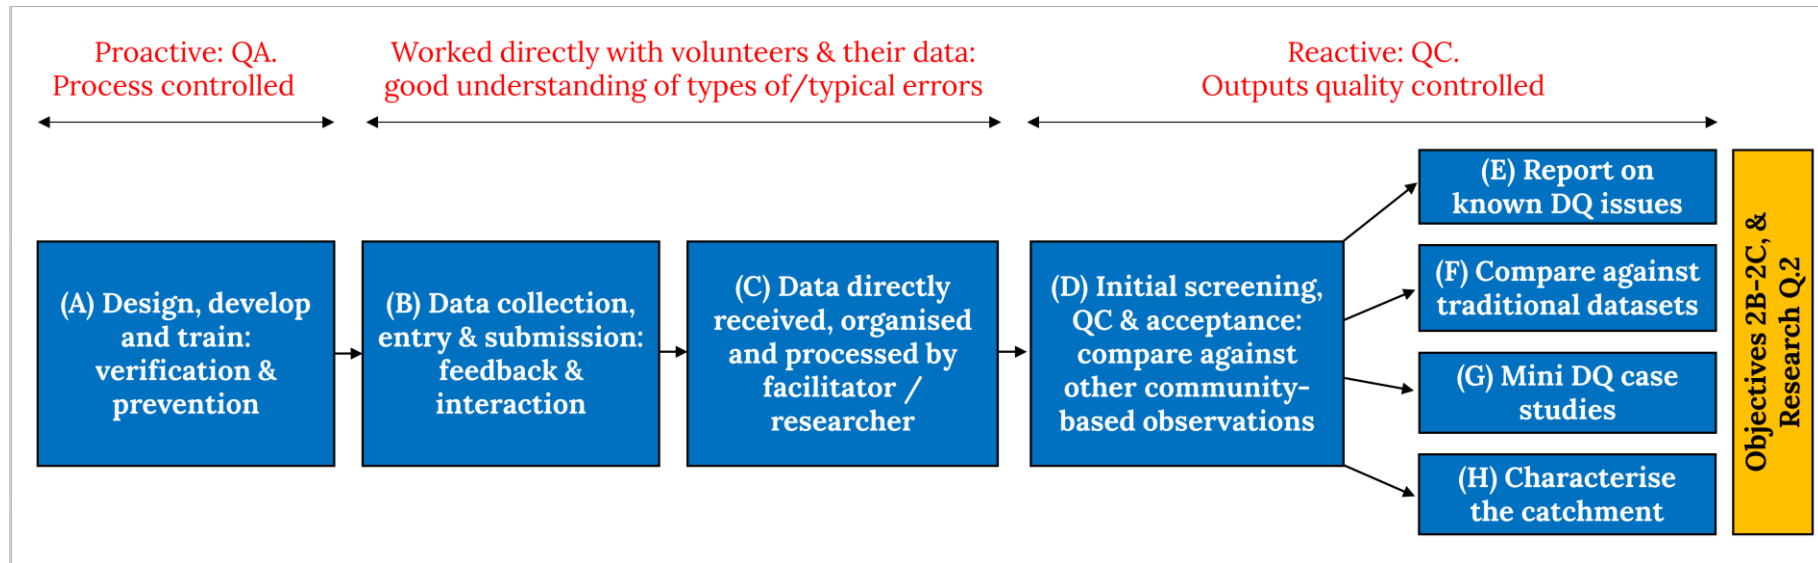 Proactive: QA.
Process controlled
Worked directly with volunteers & their data:
good understanding of types of/typical errors
Reactive: QC.
Outputs quality controlled
(A) Design, develop
and train:
verification &
prevention
(B) Data collection,
entry & submission:
feedback &
interaction
(C) Data directly
received, organised
and processed by
facilitator /
researcher
(D) Initial screening,
QC & acceptance:
compare against
other community-
based observations
(E) Report on
known DQ issues
(F) Compare against
traditional datasets
(G) Mini DQ case
studies
(H) Characterise
the catchment
Objectives 2B-2C, &
Research Q.2